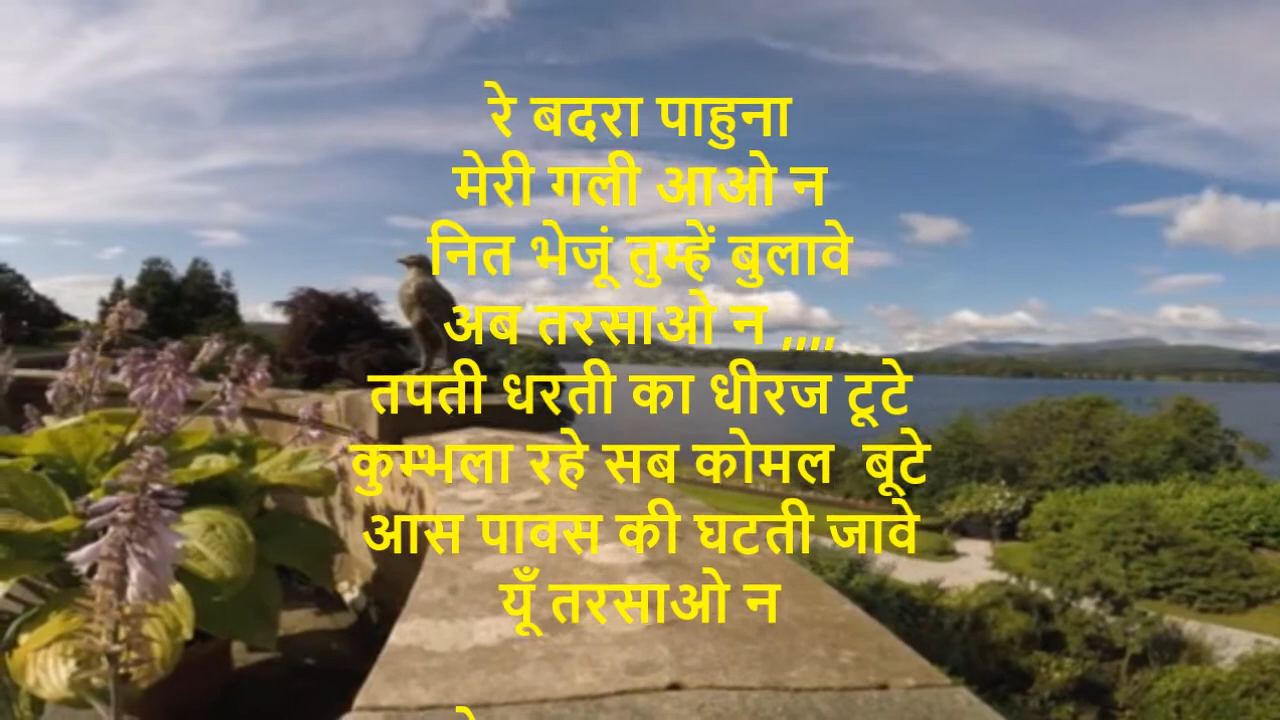 रे बदरा पाहुना
मेरी गली आओ न
नित भेजूं तुम्हें बुलावे
अब तरसाओ न ,,,,
तपती धरती का धीरज टूटे
कुम्भला रहे सब कोमल  बूटे
आस पावस की घटती जावे
यूँ तरसाओ न